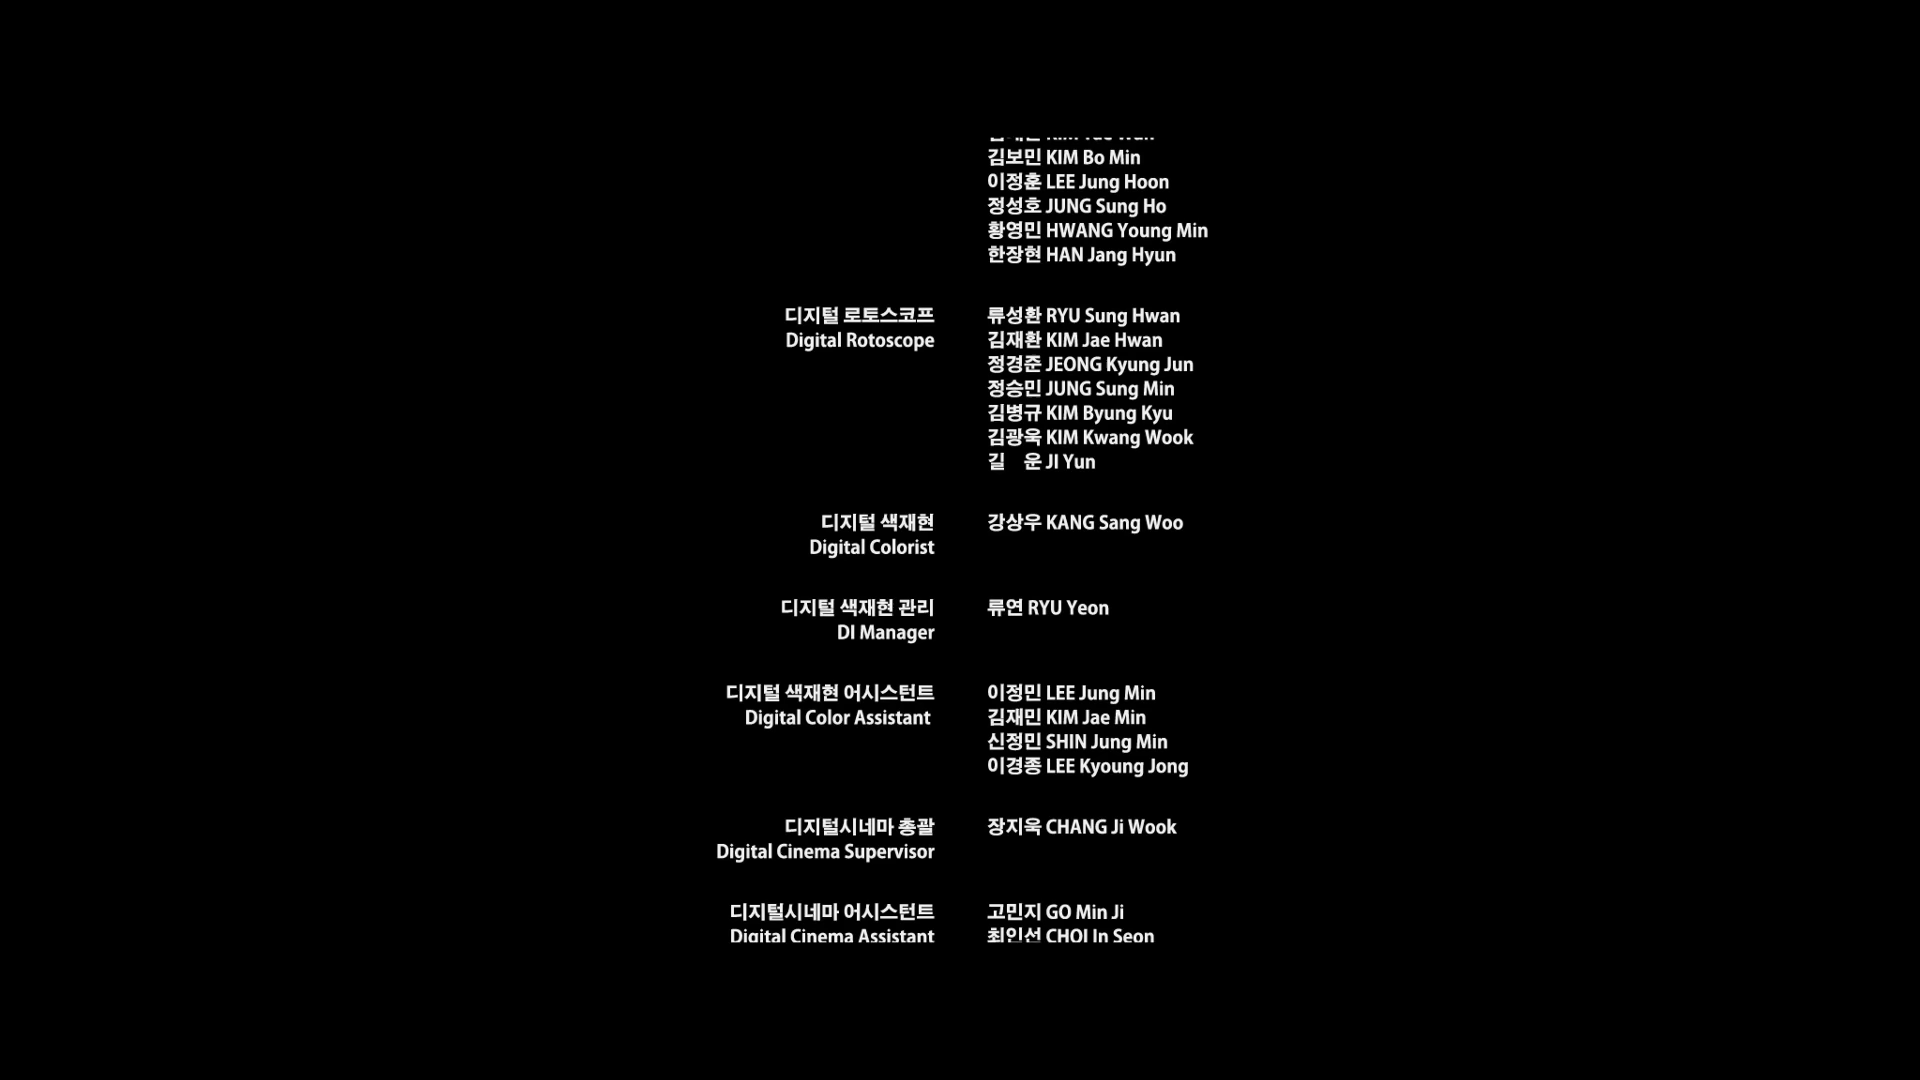 김보민 KIM Bo Min
이정훈 LEE Jung Hoon
정성호 JUNG Sung Ho
황영민 HWANG Young Min
한장현 HAN Jang Hyun
디지털 로토스코프 류성환 RYU Sung Hwan
Digital Rotoscope 김재환 KIM Jae Hwan
정경준 JEONG Kyung Jun
정승민 JUNG Sung Min
김병규 KIM Byung Kyu
김광욱 KIM Kwang Wook
길 운 JI Yun
디지털 색재현 강상우 KANG Sang Woo
Digital Colorist
디지털 색재현 관리 류연 RYU Yeon
DI Manager
디지털 색재현 어시스턴트 이정민 LEE Jung Min
Digital Color Assistant 김재민 KIM Jae Min
신정민 SHIN Jung Min
이경종 LEE Kyoung Jong
디지털시네마 총괄 장지욱 CHANG Ji Wook
Digital Cinema Supervisor
디지털시네마 어시스턴트 고민지 GO Min Ji
Digital Cinema Assistant 최인선 CHOI In Seon